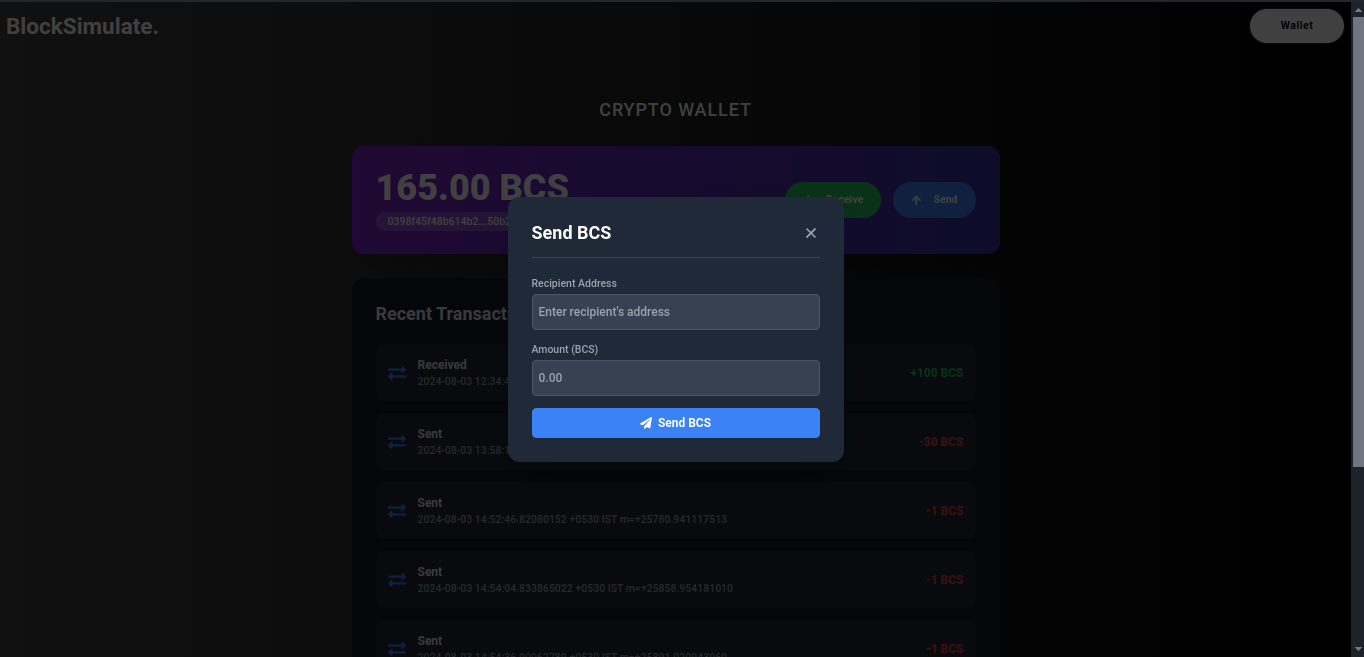 BlockSimulate.
Wallet
CRYPTO WALLET
165.00 BCS
0398f45f48b614b2...50b2
Receive
Send
Send BCS
Recipient Address
Enter recipient's address
Amount (BCS)
0.00
Send BCS
Recent Transact
Received
2024-08-03 12:34:4
+100 BCS
Sent
2024-08-03 13:58:1
-30 BCS
Sent
2024-08-03 14:52:46.82080152 +0530 IST m=+25780.941117513
-1 BCS
Sent
2024-08-03 14:54:04.833865022 +0530 IST m=+25858.954181010
-1 BCS
Sent
-1 BCS